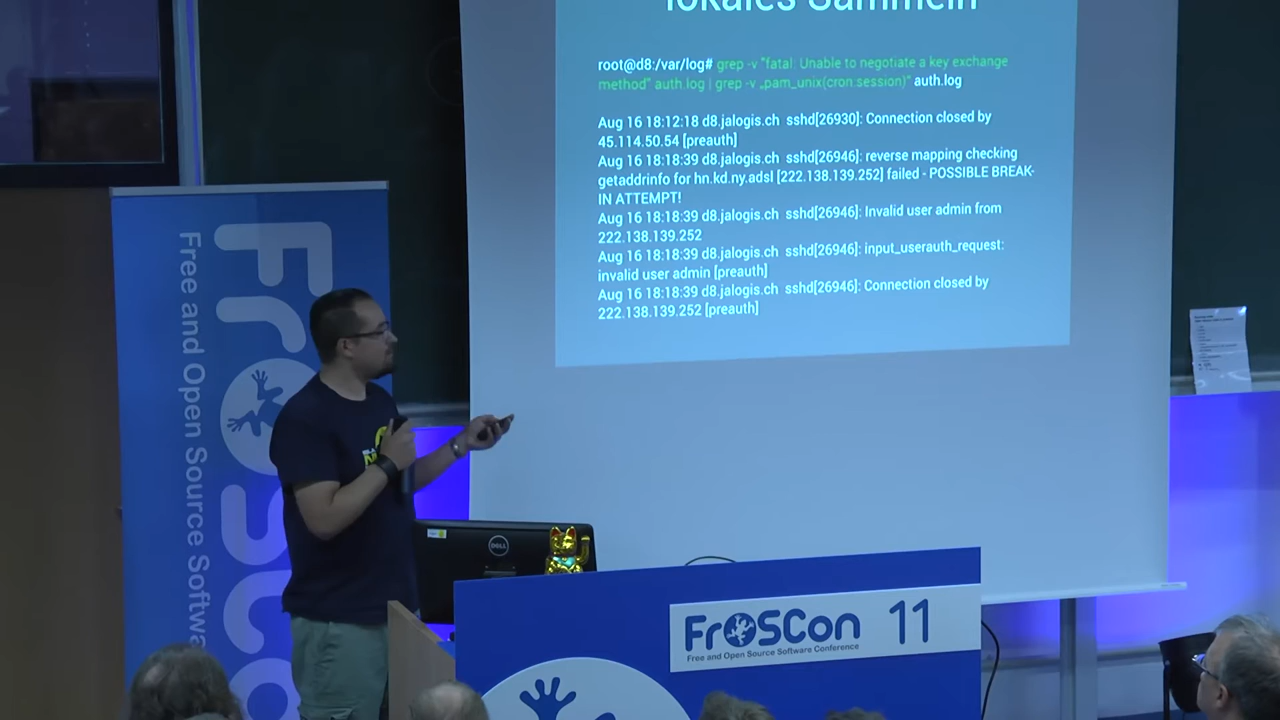 lokales Sammeln
root@d8:/var/log# grep -v "fatal: Unable to negotiate a key exchange
method" auth.log | grep -v „pam_unix(cron:session)" auth.log
Aug 16 18:12:18 d8.jalogis.ch sshd[26930]: Connection closed by
45.114.50.54 [preauth]
Aug 16 18:18:39 d8.jalogis.ch sshd[26946]: reverse mapping checking
getaddrinfo for hn.kd.ny.adsl [222.138.139.252] failed - POSSIBLE BREAK-
IN ATTEMPT!
Aug 16 18:18:39 d8.jalogis.ch sshd[26946]: Invalid user admin from
222.138.139.252
Aug 16 18:18:39 d8.jalogis.ch sshd[26946]: input_userauth_request:
invalid user admin [preauth]
Aug 16 18:18:39 d8.jalogis.ch sshd[26946]: Connection closed by
222.138.139.252 [preauth]
FrOSCo
Free and Open Source Softwa
DELL
FrOSCon 11
Free and Open Source Software Conference